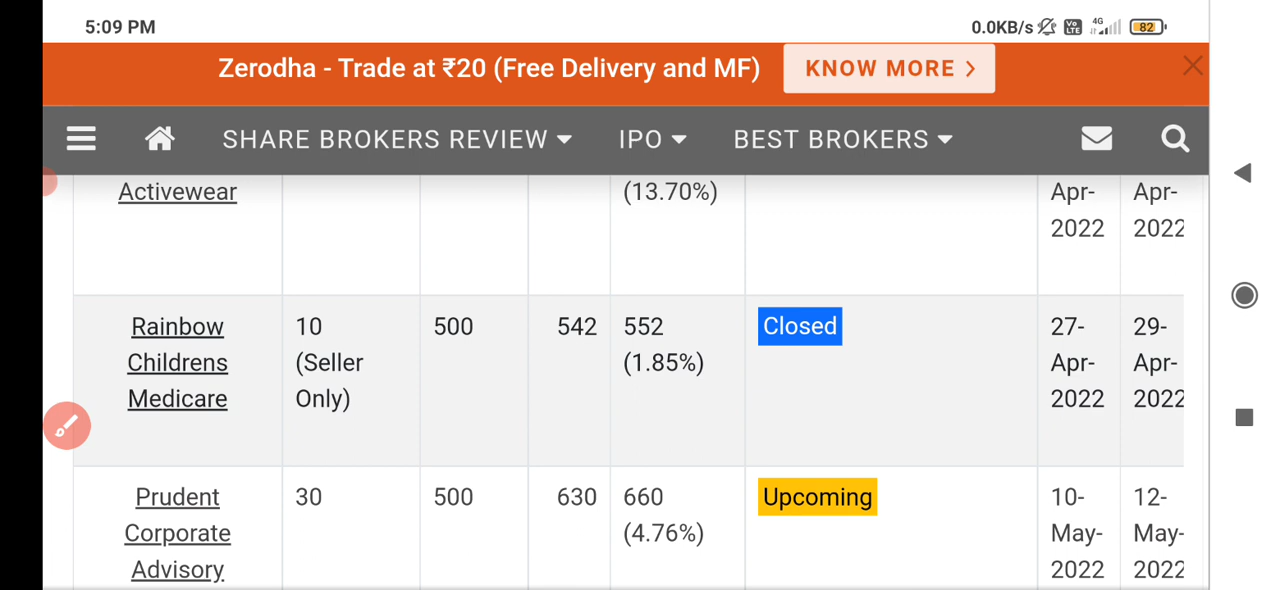 5:09 PM 0.0KB/s Vo LTE 4G 82
Zerodha - Trade at ₹20 (Free Delivery and MF) KNOW MORE >
SHARE BROKERS REVIEW IPO BEST BROKERS
Activewear (13.70%) Apr- Apr-
2022 2022
Rainbow 10 500 542 552 Closed 27- 29-
Childrens (Seller (1.85%) Apr- Apr-
Medicare Only) 2022 2022
Prudent 30 500 630 660 Upcoming 10- 12-
Corporate (4.76%) May- May-
Advisory 2022 2022